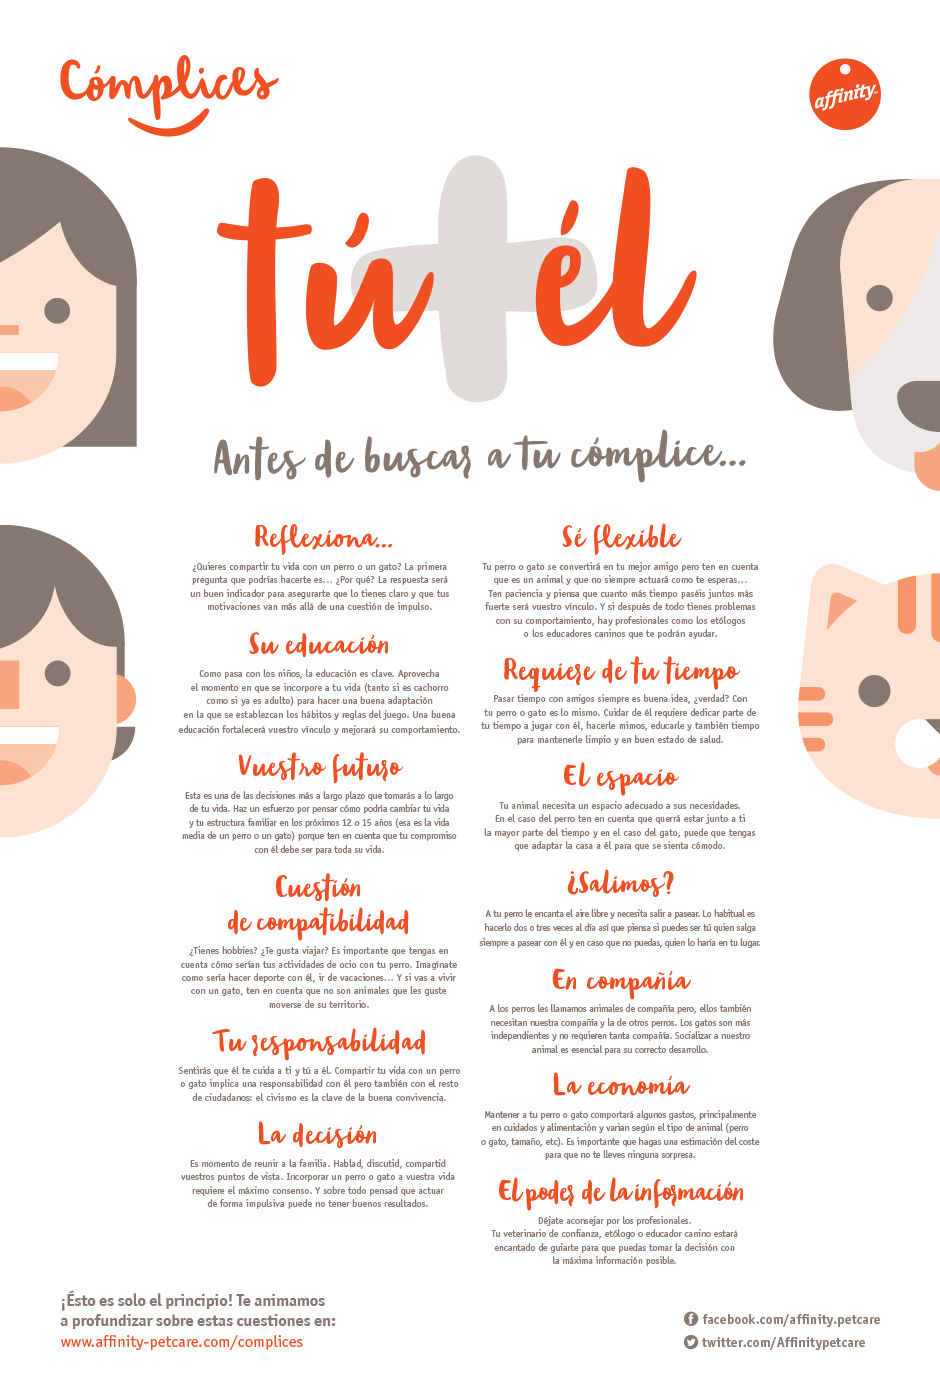 Cómplices
affinity
tú + él
Antes de buscar a tu cómplice...
Reflexiona...
¿Quieres compartir tu vida con un perro o un gato? La primera
pregunta que podrías hacerte es... ¿Por qué? La respuesta será
un buen indicador para asegurarte que lo tienes claro y que tus
motivaciones van más allá de una cuestión de impulso.
Su educación
Como pasa con los niños, la educación es clave. Aprovecha
el momento en que se incorpore a tu vida (tanto si es cachorro
como si ya es adulto) para hacer una buena adaptación
en la que se establezcan los hábitos y reglas del juego. Una buena
educación fortalecerá vuestro vínculo y mejorará su comportamiento.
Vuestro futuro
Esta es una de las decisiones más a largo plazo que tomarás a lo largo
de tu vida. Haz un esfuerzo por pensar cómo podría cambiar tu vida
y tu estructura familiar en los próximos 12 o 15 años (esa es la vida
media de un perro o un gato) porque ten en cuenta que tu compromiso
con él debe ser para toda su vida.
Cuestión
de compatibilidad
¿Tienes hobbies? ¿Te gusta viajar? Es importante que tengas en
cuenta cómo serían tus actividades de ocio con tu perro. Imagínate
como sería hacer deporte con él, ir de vacaciones... Y si vas a vivir
con un gato, ten en cuenta que no son animales que les guste
moverse de su territorio.
Tu responsabilidad
Sentirás que él te cuida a ti y tú a él. Compartir tu vida con un perro
o gato implica una responsabilidad con él pero también con el resto
de ciudadanos: el civismo es la clave de la buena convivencia.
La decisión
Es momento de reunir a la familia. Hablad, discutid, compartid
vuestros puntos de vista. Incorporar un perro o gato a vuestra vida
requiere el máximo consenso. Y sobre todo pensad que actuar
de forma impulsiva puede no tener buenos resultados.
Sé flexible
Tu perro o gato se convertirá en tu mejor amigo pero ten en cuenta
que es un animal y que no siempre actuará como te esperas...
Ten paciencia y piensa que cuanto más tiempo paséis juntos más
fuerte será vuestro vínculo. Y si después de todo tienes problemas
con su comportamiento, hay profesionales como los etólogos
o los educadores caninos que te podrán ayudar.
Requiere de tu tiempo
Pasar tiempo con amigos siempre es buena idea, ¿verdad? Con
tu perro o gato es lo mismo. Cuidar de él requiere dedicar parte de
tu tiempo a jugar con él, hacerle mimos, educarle y también tiempo
para mantenerle limpio y en buen estado de salud.
El espacio
Tu animal necesita un espacio adecuado a sus necesidades.
En el caso del perro ten en cuenta que querrá estar junto a ti
la mayor parte del tiempo y en el caso del gato, puede que tengas
que adaptar la casa a él para que se sienta cómodo.
¿Salimos?
A tu perro le encanta el aire libre y necesita salir a pasear. Lo habitual es
hacerlo dos o tres veces al día así que piensa si puedes ser tú quien salga
siempre a pasear con él y en caso que no puedas, quien lo haría en tu lugar.
En compañía
A los perros les llamamos animales de compañía pero, ellos también
necesitan nuestra compañía y la de otros perros. Los gatos son más
independientes y no requieren tanta compañía. Socializar a nuestro
animal es esencial para su correcto desarrollo.
La economía
Mantener a tu perro o gato comportará algunos gastos, principalmente
en cuidados y alimentación y varian según el tipo de animal (perro
o gato, tamaño, etc). Es importante que hagas una estimación del coste
para que no te lleves ninguna sorpresa.
El poder de la información
Déjate aconsejar por los profesionales.
Tu veterinario de confianza, etólogo o educador canino estará
encantado de guiarte para que puedas tomar la decisión con
la máxima información posible.
¡Ésto es solo el principio! Te animamos
a profundizar sobre estas cuestiones en:
www.affinity-petcare.com/complices
facebook.com/affinity.petcare
twitter.com/Affinitypetcare